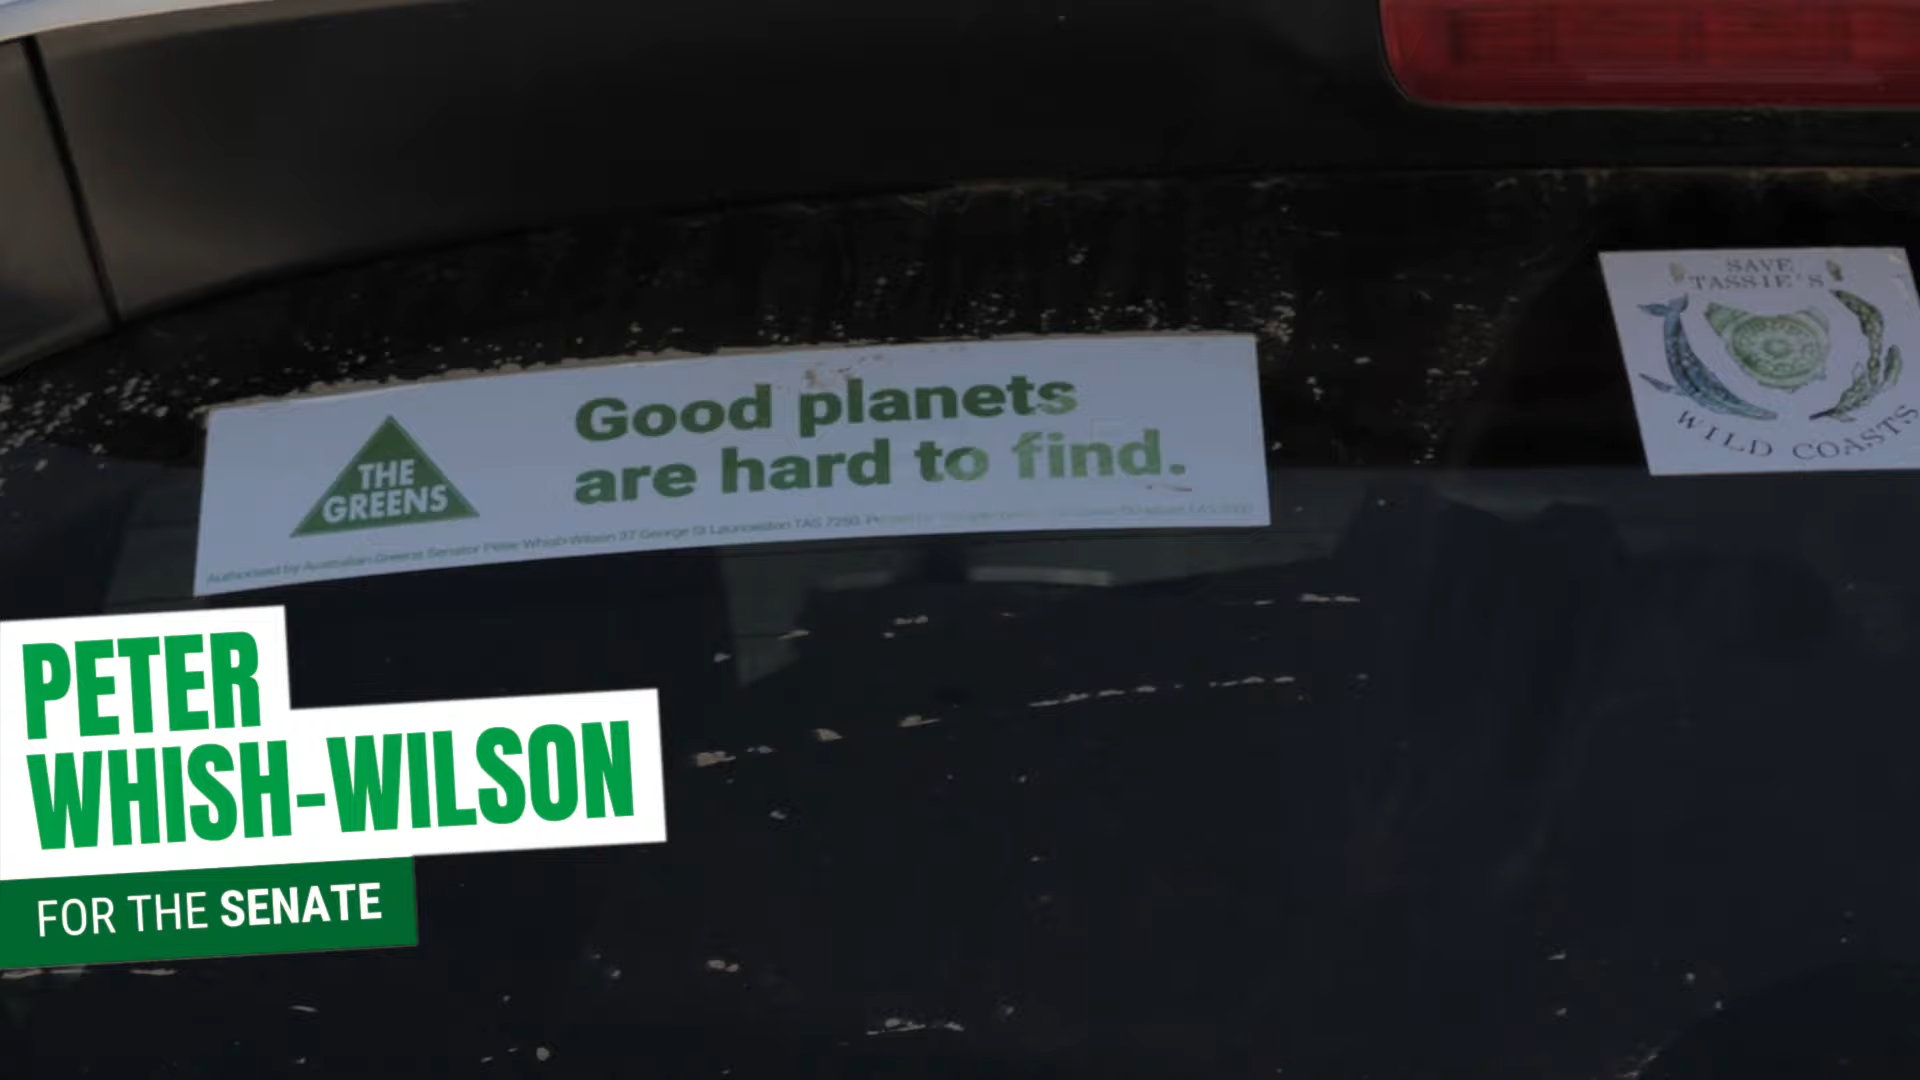 THE
GREENS
Good planets
are hard to find.
Authorised by Australian Greens Senator Peter Whish-Wilson 37 George St Launceston TAS 7250.
SAVE
TASSIE'S
WILD COASTS
PETER
WHISH-WILSON
FOR THE SENATE